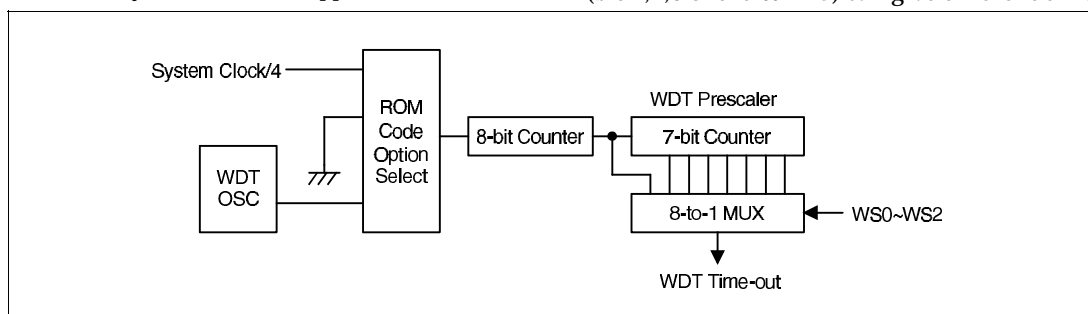 System Clock/4
WDT Prescaler
ROM
Code
Option
Select
8-bit Counter
7-bit Counter
WDT
OSC
8-to-1 MUX
WS0~WS2
WDT Time-out